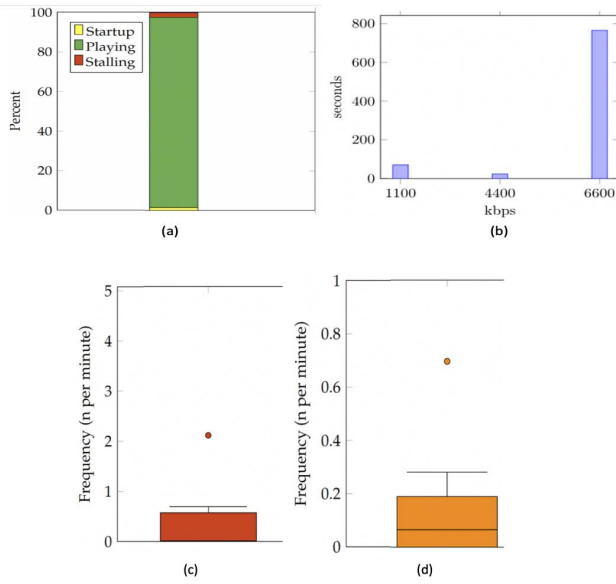 100
80
60
40
20
0
Percent
Startup
Playing
Stalling
(a)
800
600
400
200
0
seconds
1100 4400 6600
kbps
(b)
5
4
3
2
1
0
Frequency (n per minute)
(c)
1
0.8
0.6
0.4
0.2
0
Frequency (n per minute)
(d)